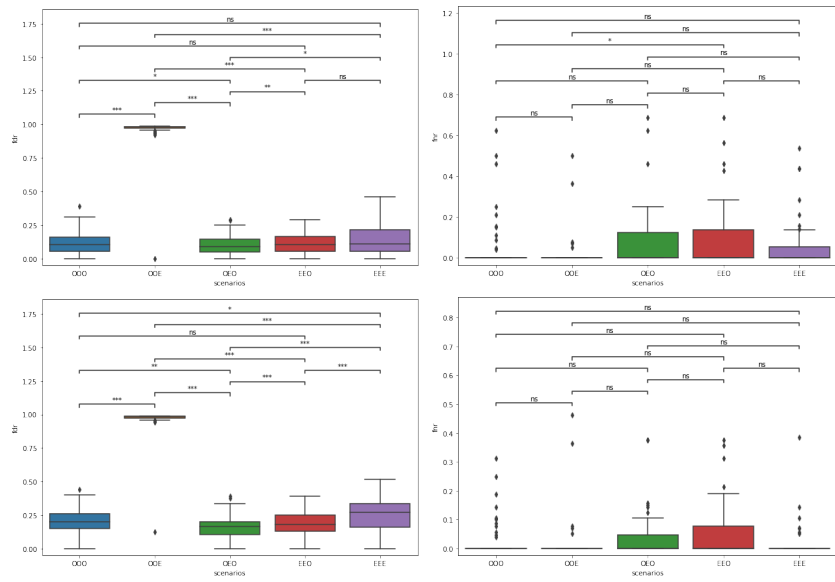 1.75
1.50
1.25
1.00
0.75
0.50
0.25
0.00
fdr
ns
***
ns
*
***
ns
*
**
***
***
OOO OOE OEO EEO EEE
scenarios
1.2
1.0
0.8
0.6
0.4
0.2
0.0
fnr
ns
ns
*
ns
ns
ns
ns
ns
ns
ns
OOO OOE OEO EEO EEE
scenarios
1.75
1.50
1.25
1.00
0.75
0.50
0.25
0.00
fdr
*
***
ns
***
***
**
***
***
***
***
OOO OOE OEO EEO EEE
scenarios
0.8
0.7
0.6
0.5
0.4
0.3
0.2
0.1
0.0
fnr
ns
ns
ns
ns
ns
ns
ns
ns
ns
ns
OOO OOE OEO EEO EEE
scenarios